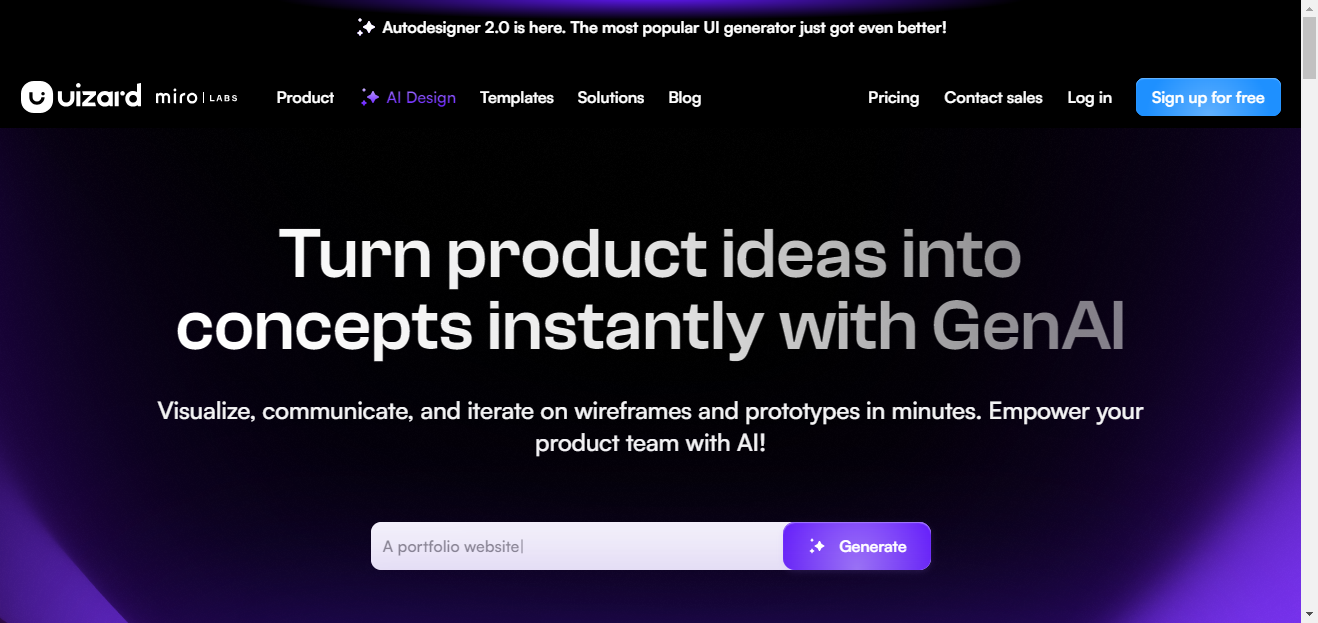 Autodesigner 2.0 is here. The most popular UI generator just got even better!
uizard miro | LABS Product AI Design Templates Solutions Blog Pricing Contact sales Log in Sign up for free
Turn product ideas into
concepts instantly with GenAI
Visualize, communicate, and iterate on wireframes and prototypes in minutes. Empower your
product team with AI!
A portfolio website| Generate